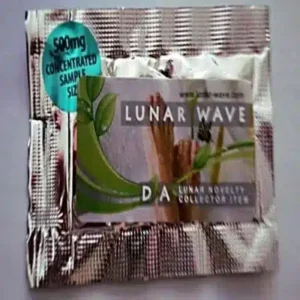 500mg
CONCENTRATED
SAMPLE
SIZE
www.lunar-wave.com
LUNAR WAVE
DA LUNAR NOVELTY
COLLECTOR ITEM